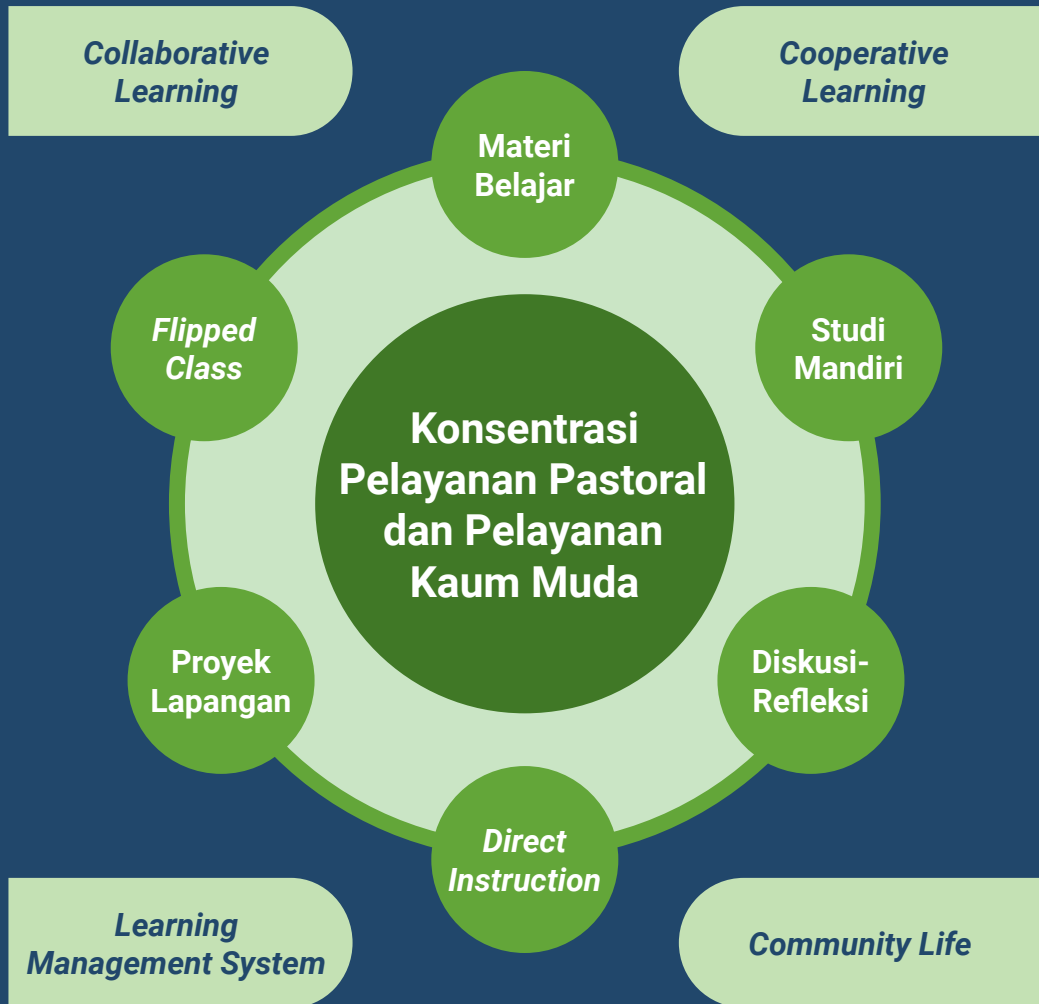 Collaborative
Learning
Cooperative
Learning
Materi
Belajar
Flipped
Class
Studi
Mandiri
Konsentrasi
Pelayanan Pastoral
dan Pelayanan
Kaum Muda
Proyek
Lapangan
Diskusi-
Refleksi
Direct
Instruction
Learning
Management System
Community Life